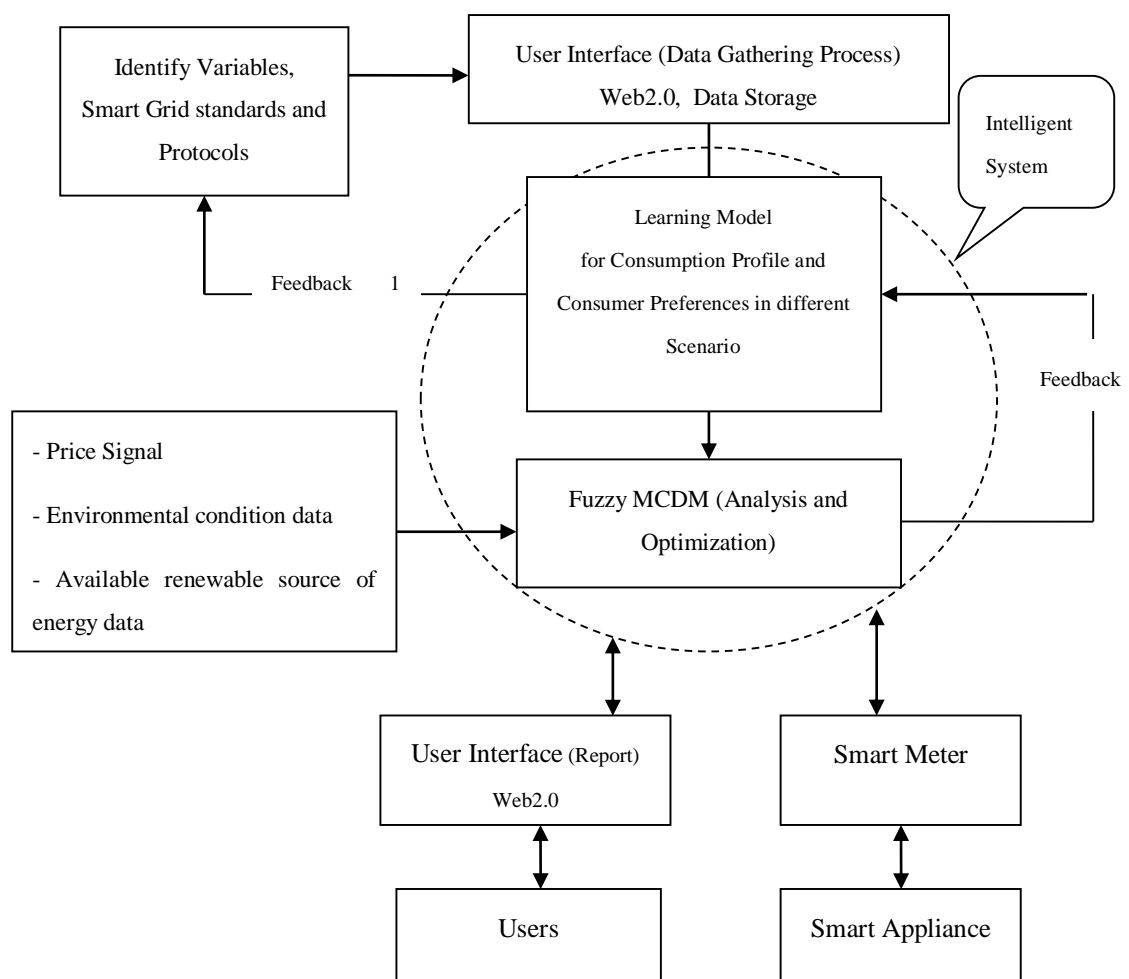 Identify Variables,
Smart Grid standards and
Protocols
User Interface (Data Gathering Process)
Web2.0, Data Storage
Intelligent
System
Learning Model
for Consumption Profile and
Consumer Preferences in different
Scenario
Feedback 1
Feedback
- Price Signal
- Environmental condition data
- Available renewable source of
energy data
Fuzzy MCDM (Analysis and
Optimization)
User Interface (Report)
Web2.0
Smart Meter
Users
Smart Appliance